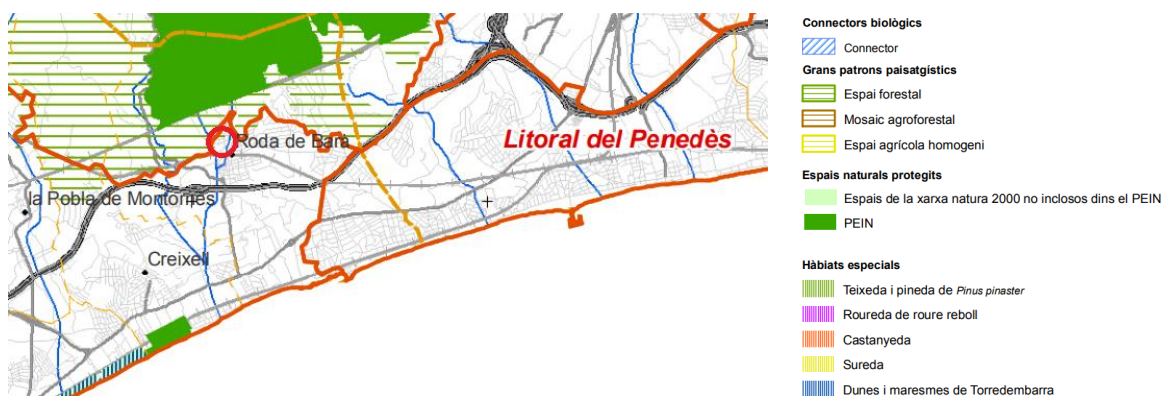 Roda de Barà
Litoral del Penedès
la Pobla de Montornès
Creixell
Connectors biològics
Connector
Grans patrons paisatgístics
Espai forestal
Mosaic agroforestal
Espai agrícola homogeni
Espais naturals protegits
Espais de la xarxa natura 2000 no inclosos dins el PEIN
PEIN
Hàbiats especials
Teixeda i pineda de Pinus pinaster
Roureda de roure reboll
Castanyeda
Sureda
Dunes i maresmes de Torredembarra